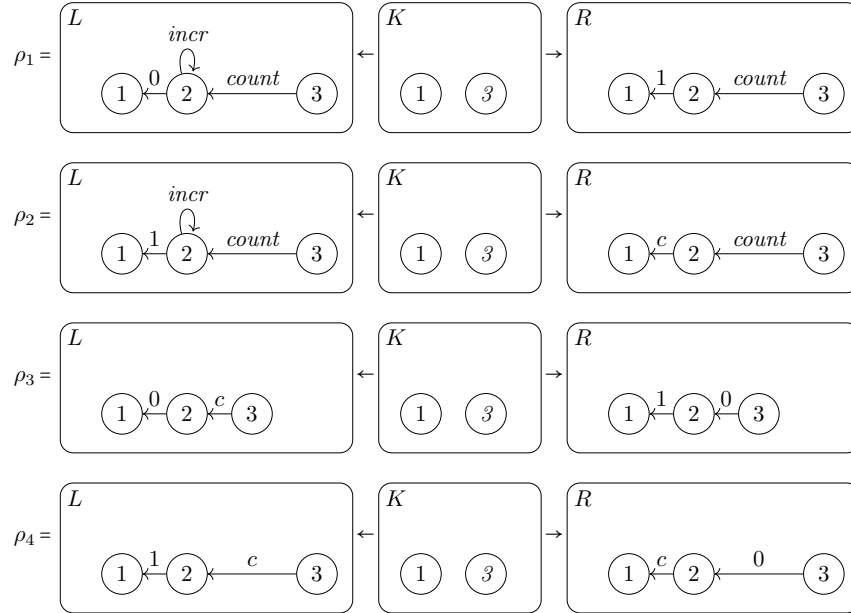 L K R
incr
ρ1 = 1 0 2 count 3 ← 1 3 → 1 1 2 count 3
L K R
incr
ρ2 = 1 1 2 count 3 ← 1 3 → 1 c 2 count 3
L K R
ρ3 = 1 0 2 c 3 ← 1 3 → 1 1 2 0 3
L K R
ρ4 = 1 1 2 c 3 ← 1 3 → 1 c 2 0 3